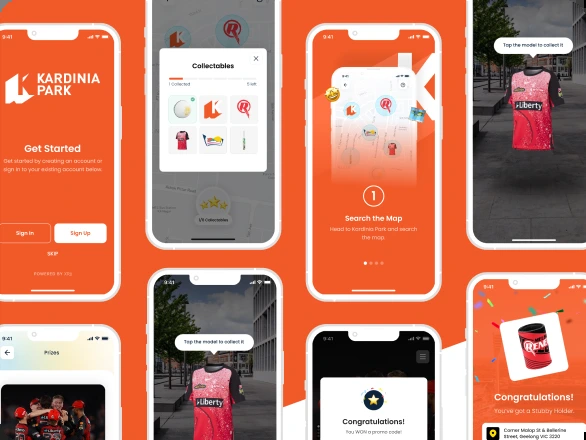 9:41
KARDINIA
PARK
Get Started
Get started by creating an account or
sign in to your existing account below.
Sign in
Sign Up
SKIP
Collectables
1 Collected
5 left
1/6 Collectables
9:41
9:41
1
Search the Map
Head to Kardinia Park and search
the map.
Tap the model to collect it
Liberty
9:41
Prizes
9:41
Tap the model to collect it
Liberty
9:41
Congratulations!
You WON a promo code!
9:41
Congratulations!
You've got a Stubby Holder.
Corner Malop St & Bellerine
Street, Geelong VIC 3220